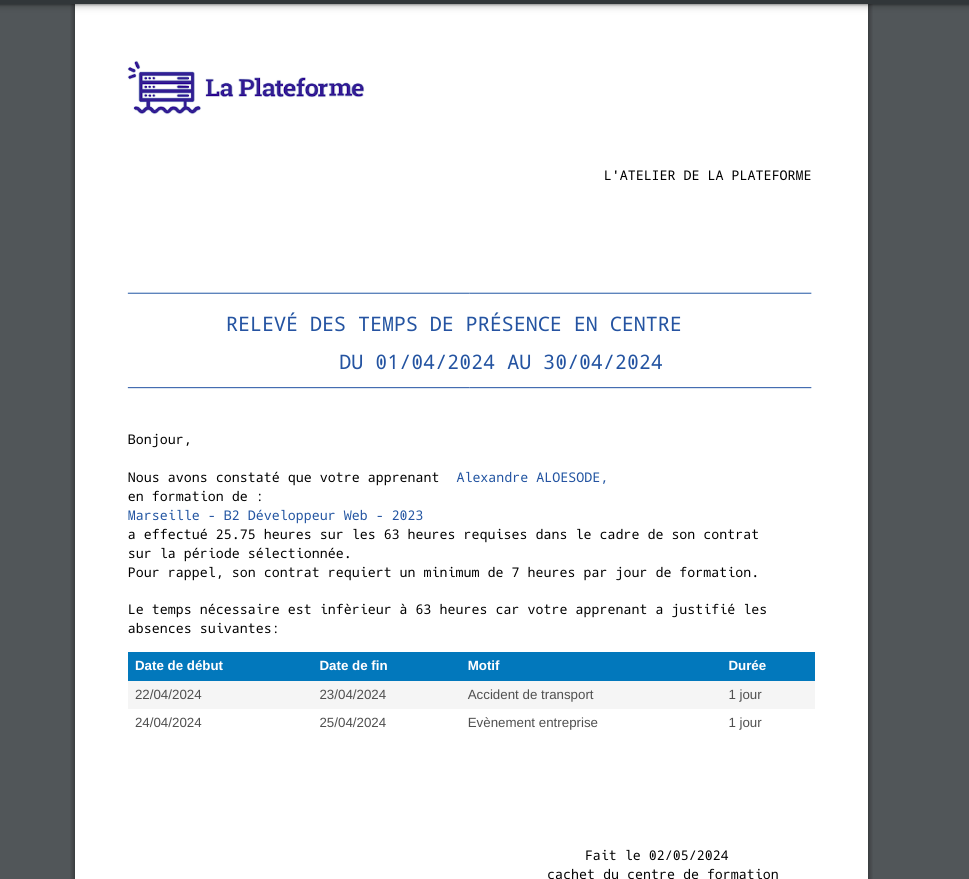 La Plateforme
L'ATELIER DE LA PLATEFORME
RELEVÉ DES TEMPS DE PRÉSENCE EN CENTRE
DU 01/04/2024 AU 30/04/2024
Bonjour,
Nous avons constaté que votre apprenant Alexandre ALOESODE,
en formation de :
Marseille - B2 Développeur Web - 2023
a effectué 25.75 heures sur les 63 heures requises dans le cadre de son contrat
sur la période sélectionnée.
Pour rappel, son contrat requiert un minimum de 7 heures par jour de formation.
Le temps nécessaire est infèrieur à 63 heures car votre apprenant a justifié les
absences suivantes:
Date de début Date de fin Motif Durée
22/04/2024 23/04/2024 Accident de transport 1 jour
24/04/2024 25/04/2024 Evènement entreprise 1 jour
Fait le 02/05/2024
cachet du centre de formation